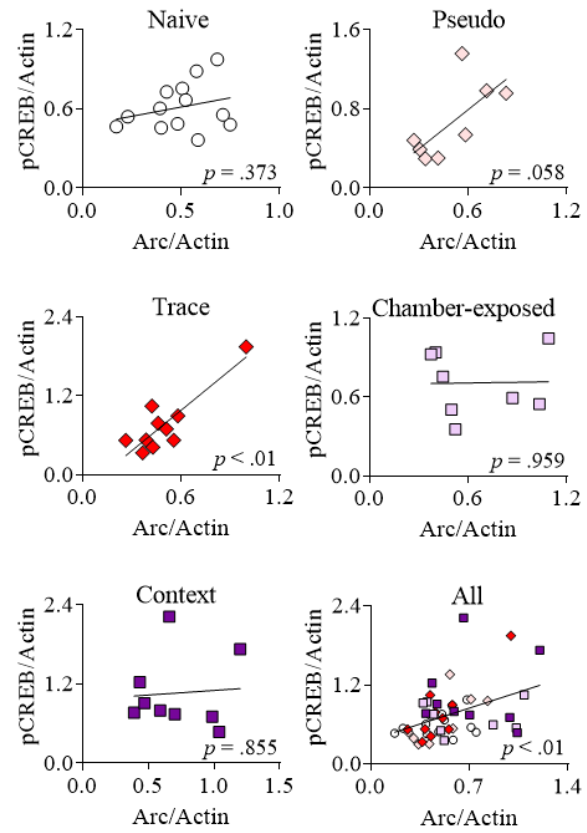 Naive
pCREB/Actin
1.2
0.6
0.0
p = .373
0.0
0.5
1.0
Arc/Actin
Pseudo
pCREB/Actin
1.6
0.8
0.0
p = .058
0.0
0.6
1.2
Arc/Actin
Trace
pCREB/Actin
2.4
1.2
0.0
p < .01
0.0
0.6
1.2
Arc/Actin
Chamber-exposed
pCREB/Actin
1.2
0.6
0.0
p = .959
0.0
0.6
1.2
Arc/Actin
Context
pCREB/Actin
2.4
1.2
0.0
p = .855
0.0
0.5
1.0
1.5
Arc/Actin
All
pCREB/Actin
2.4
1.2
0.0
p < .01
0.0
0.7
1.4
Arc/Actin